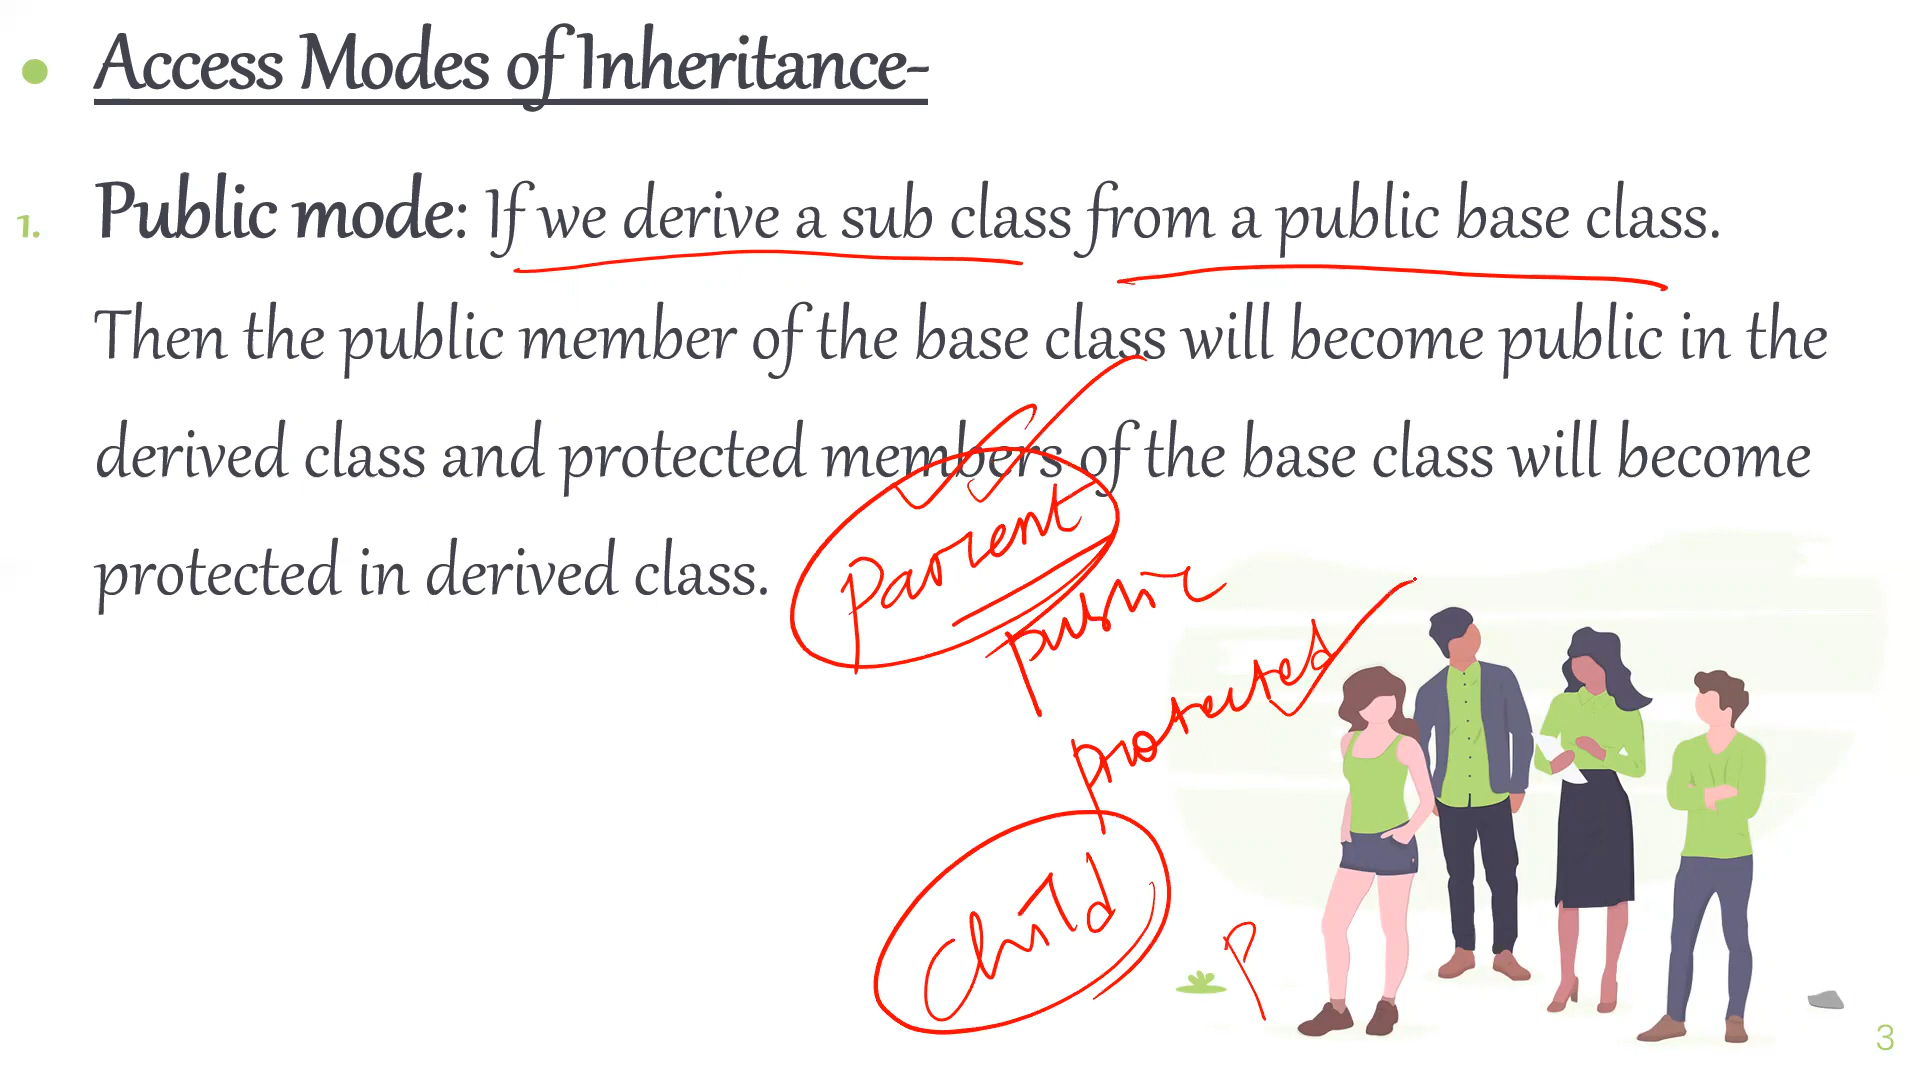 • Access Modes of Inheritance-
1. Public mode: If we derive a sub class from a public base class.
Then the public member of the base class will become public in the
derived class and protected members of the base class will become
protected in derived class.
Parent
public
protected
child
P
3